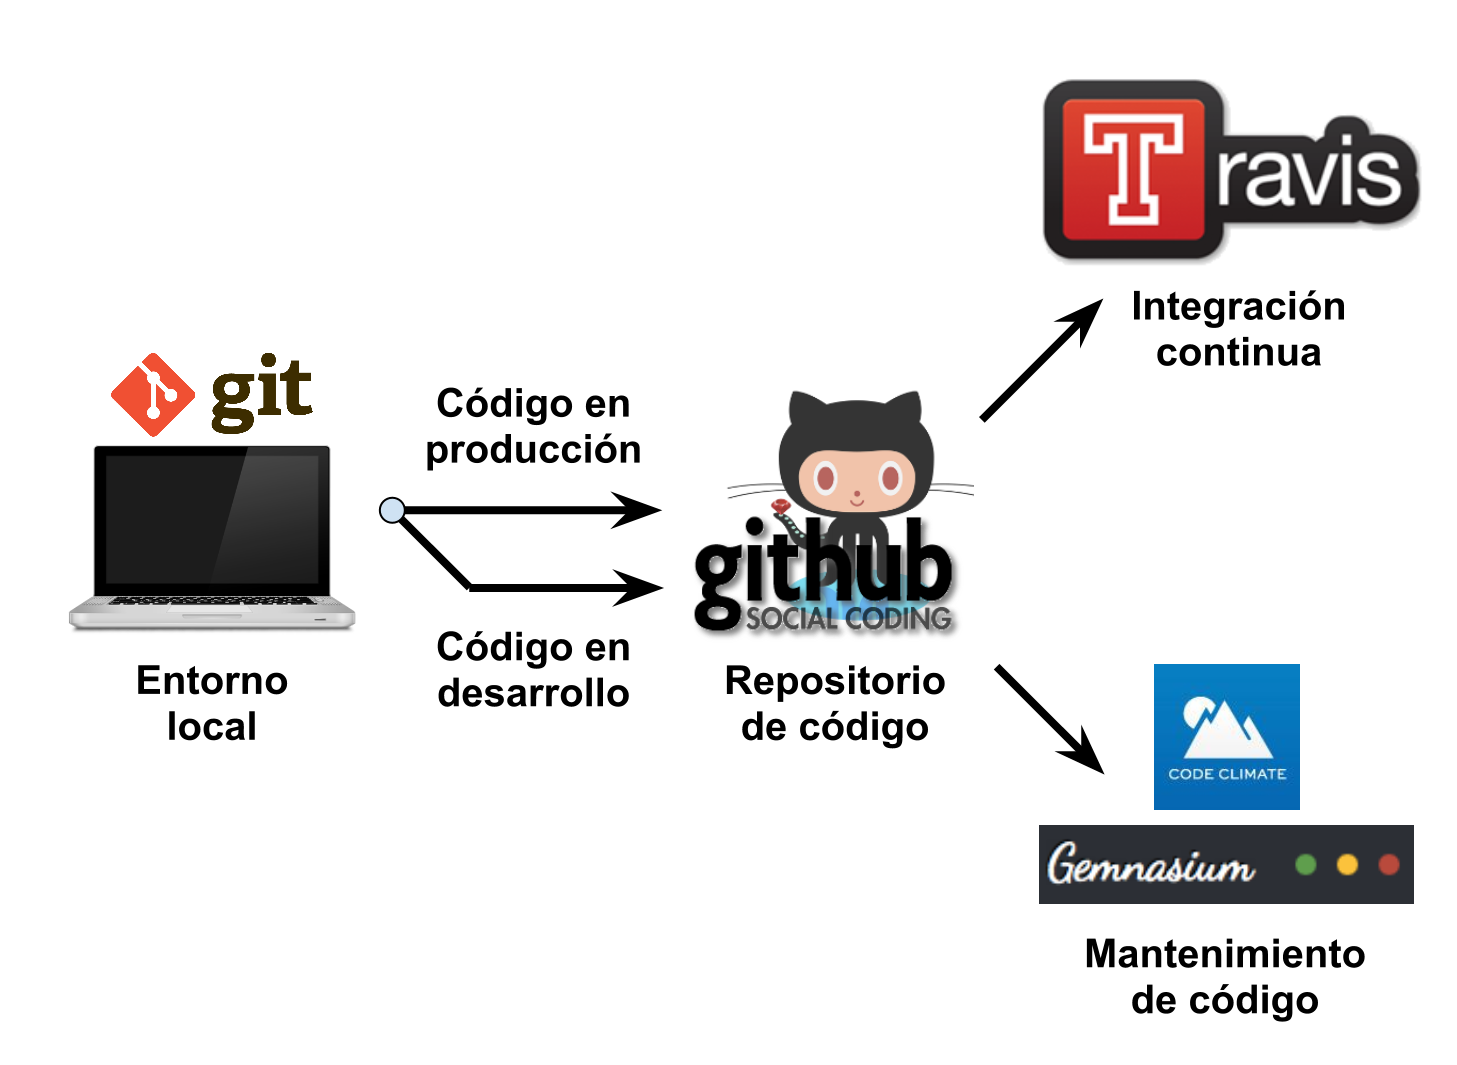 Travis
Integración
continua
git
Código en
producción
github
SOCIAL CODING
Código en
desarrollo
Entorno
local
Repositorio
de código
CODE CLIMATE
Gemnasium
Mantenimiento
de código